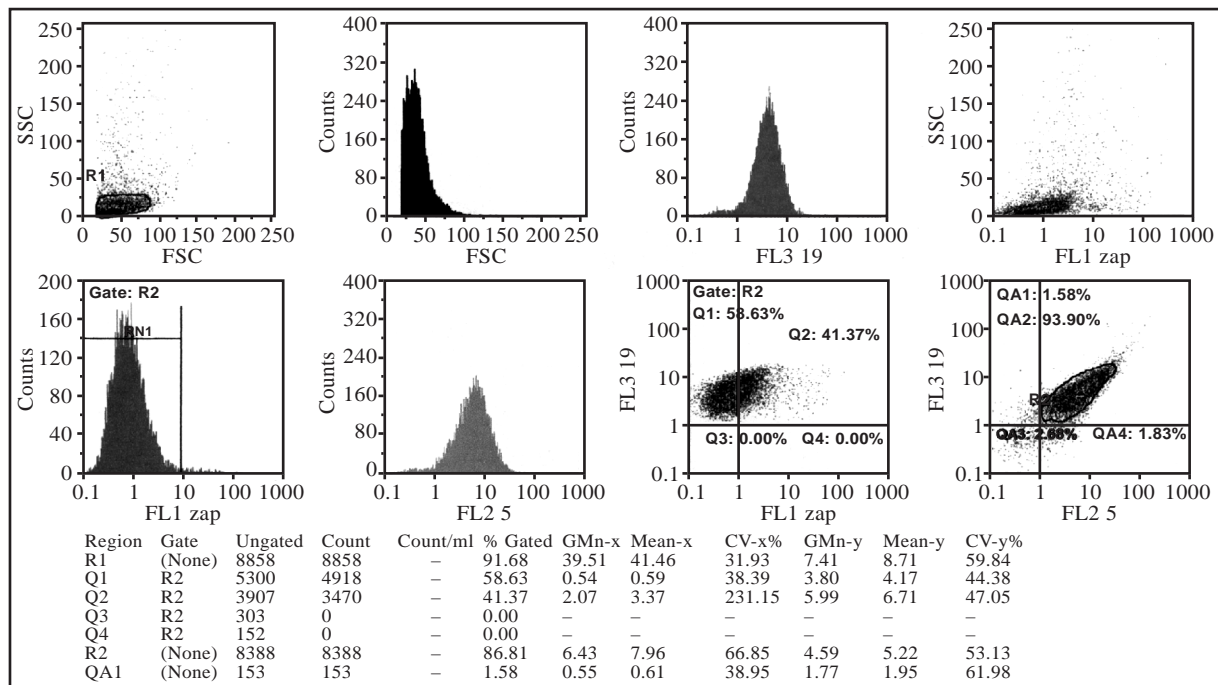 250
200
150
100
50
0
SSC
R1
0 50 100 150 200 250
FSC
400
320
240
160
80
0
Counts
0 50 100 150 200 250
FSC
400
320
240
160
80
0
Counts
0.1 1 10 100 1000
FL3 19
250
200
150
100
50
0
SSC
0.1 1 10 100 1000
FL1 zap
200
160
120
80
40
0
Counts
Gate: R2
RN1
0.1 1 10 100 1000
FL1 zap
400
320
240
160
80
0
Counts
0.1 1 10 100 1000
FL2 5
1000
100
10
1
0.1
FL3 19
Gate: R2
Q1: 58.63%
Q2: 41.37%
Q3: 0.00% Q4: 0.00%
0.1 1 10 100 1000
FL1 zap
1000
100
10
1
0.1
FL3 19
QA1: 1.58%
QA2: 93.90%
R2
QA3: 2.68% QA4: 1.83%
0.1 1 10 100 1000
FL2 5
Region Gate Ungated Count Count/ml % Gated GMn-x Mean-x CV-x% GMn-y Mean-y CV-y%
R1 (None) 8858 8858 – 91.68 39.51 41.46 31.93 7.41 8.71 59.84
Q1 R2 5300 4918 – 58.63 0.54 0.59 38.39 3.80 4.17 44.38
Q2 R2 3907 3470 – 41.37 2.07 3.37 231.15 5.99 6.71 47.05
Q3 R2 303 0 – 0.00 – – – – – –
Q4 R2 152 0 – 0.00 – – – – – –
R2 (None) 8388 8388 – 86.81 6.43 7.96 66.85 4.59 5.22 53.13
QA1 (None) 153 153 – 1.58 0.55 0.61 38.95 1.77 1.95 61.98